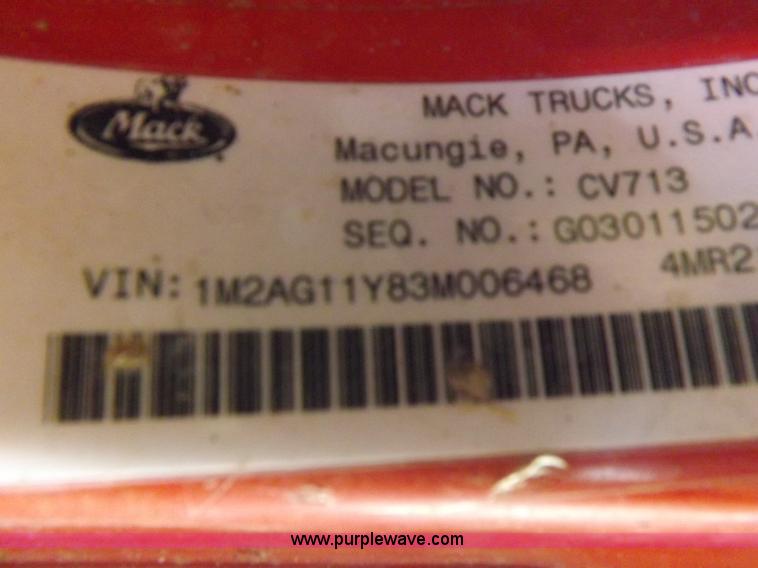 Mack
MACK TRUCKS, INC
Macungie, PA, U.S.A.
MODEL NO.: CV713
SEQ. NO.: G03011502
VIN: 1M2AG11Y83M006468 4MR2
www.purplewave.com